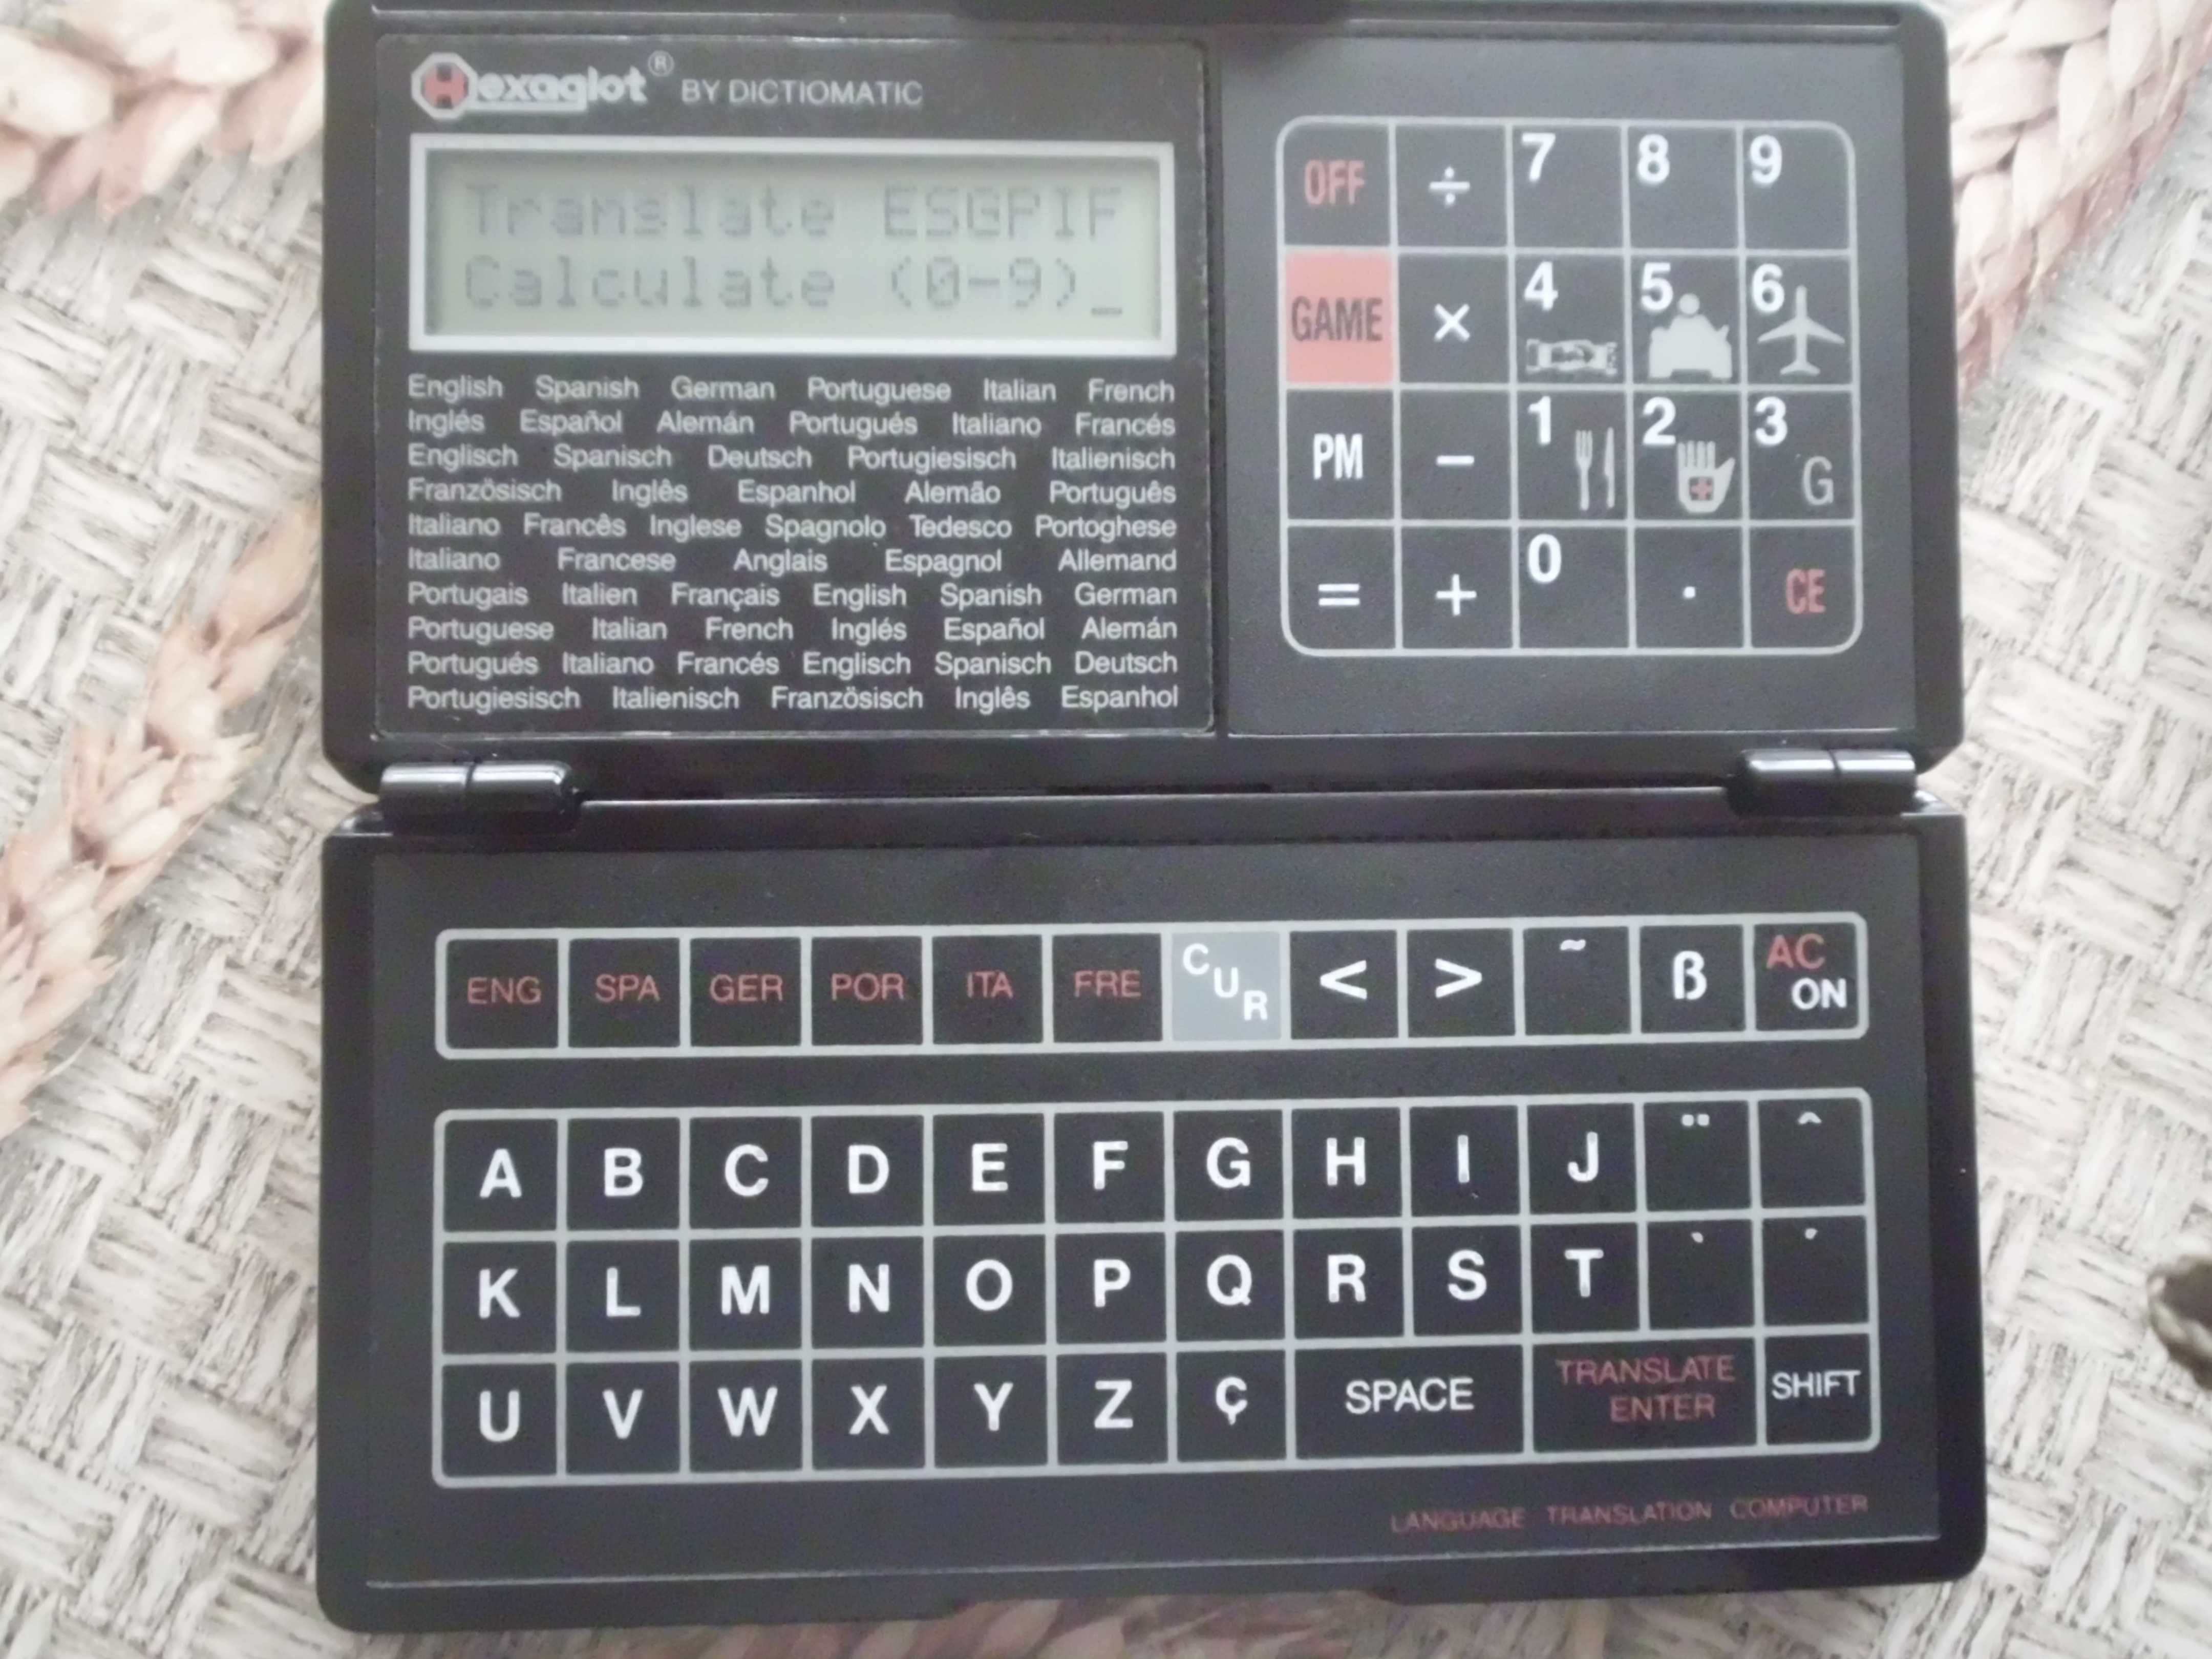 Hexaglot® BY DICTIOMATIC
Translate ESGPIF
Calculate (0-9)_
English Spanish German Portuguese Italian French
Inglés Español Alemán Portugués Italiano Francés
Englisch Spanisch Deutsch Portugiesisch Italienisch
Französisch Inglês Espanhol Alemão Português
Italiano Francês Inglese Spagnolo Tedesco Portoghese
Italiano Francese Anglais Espagnol Allemand
Portugais Italien Français English Spanish German
Portuguese Italian French Inglés Español Alemán
Portugués Italiano Francés Englisch Spanisch Deutsch
Portugiesisch Italienisch Französisch Inglês Espanhol
OFF ÷ 7 8 9
GAME × 4 5 6
PM − 1 2 3 G
= + 0 . CE
ENG SPA GER POR ITA FRE CUR < > ~ ß AC ON
A B C D E F G H I J ¨ ^
K L M N O P Q R S T ` ´
U V W X Y Z Ç SPACE TRANSLATE ENTER SHIFT
LANGUAGE TRANSLATION COMPUTER